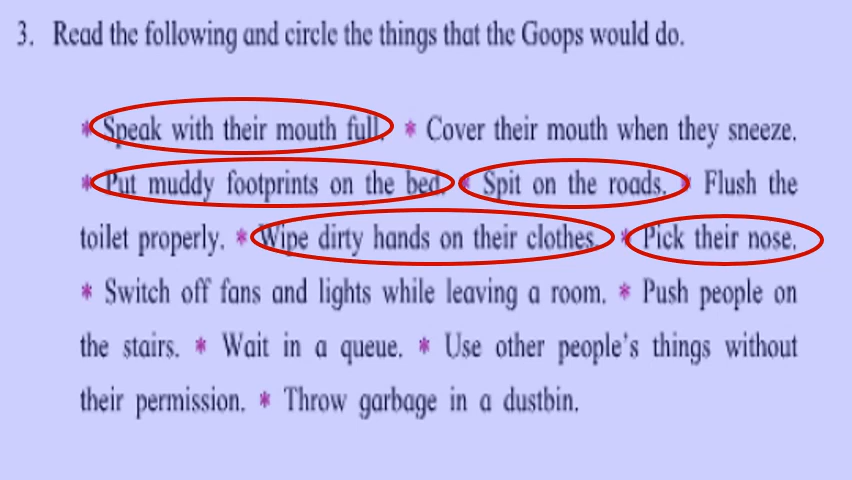 3. Read the following and circle the things that the Goops would do.
* Speak with their mouth full. * Cover their mouth when they sneeze.
* Put muddy footprints on the bed. * Spit on the roads. * Flush the
toilet properly. * Wipe dirty hands on their clothes. * Pick their nose.
* Switch off fans and lights while leaving a room. * Push people on
the stairs. * Wait in a queue. * Use other people's things without
their permission. * Throw garbage in a dustbin.